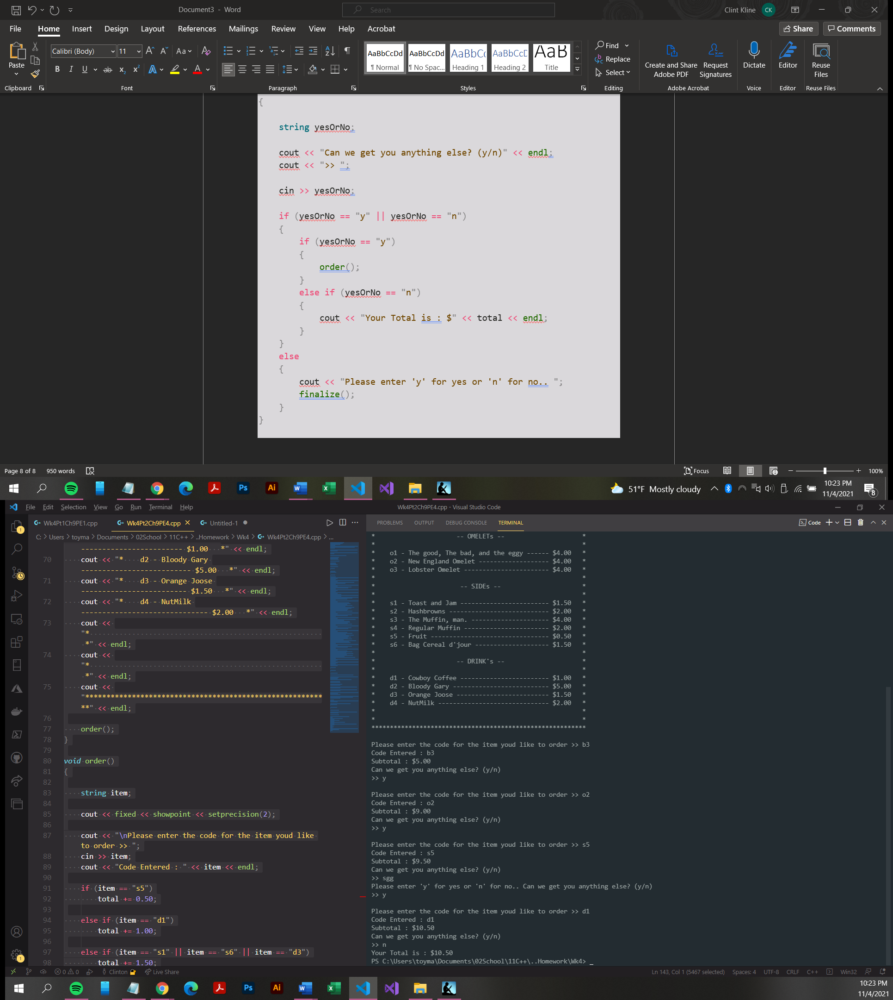 Document3 - Word
Search
Clint Kline CK
File Home Insert Design Layout References Mailings Review View Help Acrobat
Share Comments
Paste
Calibri (Body) 11
Aa
B I U ab x₂ x² A A
AaBbCcDd
¶ Normal
AaBbCcDd
¶ No Spac...
AaBbC
Heading 1
AaBbCcC
Heading 2
AaB
Title
Find
Replace
Select
Create and Share
Adobe PDF
Request
Signatures
Dictate
Editor
Reuse
Files
Clipboard Font Paragraph Styles Editing Adobe Acrobat Voice Editor Reuse Files
{
string yesOrNo;
cout << "Can we get you anything else? (y/n)" << endl;
cout << ">> ";
cin >> yesOrNo;
if (yesOrNo == "y" || yesOrNo == "n")
{
if (yesOrNo == "y")
{
order();
}
else if (yesOrNo == "n")
{
cout << "Your Total is : $" << total << endl;
}
}
else
{
cout << "Please enter 'y' for yes or 'n' for no.. ";
finalize();
}
}
Page 8 of 8 950 words
Focus
100%
Ps Ai
51°F Mostly cloudy
10:23 PM
11/4/2021
8
File Edit Selection View Go Run Terminal Help
Wk4Pt2Ch9PE4.cpp - Visual Studio Code
Wk4Pt1Ch9PE1.cpp Wk4Pt2Ch9PE4.cpp Untitled-1
C: > Users > toyma > Documents > 02School > 11C++ > ..Homework > Wk4 > Wk4Pt2Ch9PE4.cpp > ...
------------------------ $1.00 *" << endl;
70 cout << "* d2 - Bloody Gary
-------------------------- $5.00 *" << endl;
71 cout << "* d3 - Orange Joose
------------------------- $1.50 *" << endl;
72 cout << "* d4 - NutMilk
------------------------------ $2.00 *" << endl;
73 cout <<
"*
*" << endl;
74 cout <<
"*
*" << endl;
75 cout <<
"********************************************************
**" << endl;
76
77 order();
78 }
79
80 void order()
81 {
82
83 string item;
84
85 cout << fixed << showpoint << setprecision(2);
86
87 cout << "\nPlease enter the code for the item youd like
to order >> ";
88 cin >> item;
89 cout << "Code Entered : " << item << endl;
90
91 if (item == "s5")
92 total += 0.50;
93
94 else if (item == "d1")
95 total += 1.00;
96
97 else if (item == "s1" || item == "s6" || item == "d3")
98 total += 1.50;
PROBLEMS OUTPUT DEBUG CONSOLE TERMINAL
Code
* -- OMELETs -- *
* *
* o1 - The good, The bad, and the eggy ------ $4.00 *
* o2 - New England Omelet ------------------- $4.00 *
* o3 - Lobster Omelet ----------------------- $4.00 *
* *
* -- SIDEs -- *
* *
* s1 - Toast and Jam ------------------------ $1.50 *
* s2 - Hashbrowns --------------------------- $2.00 *
* s3 - The Muffin, man. --------------------- $4.00 *
* s4 - Regular Muffin ----------------------- $2.00 *
* s5 - Fruit -------------------------------- $0.50 *
* s6 - Bag Cereal d'jour -------------------- $1.50 *
* *
* -- DRINK's -- *
* *
* d1 - Cowboy Coffee ------------------------ $1.00 *
* d2 - Bloody Gary -------------------------- $5.00 *
* d3 - Orange Joose ------------------------- $1.50 *
* d4 - NutMilk ------------------------------ $2.00 *
* *
* *
**********************************************************
Please enter the code for the item youd like to order >> b3
Code Entered : b3
Subtotal : $5.00
Can we get you anything else? (y/n)
>> y
Please enter the code for the item youd like to order >> o2
Code Entered : o2
Subtotal : $9.00
Can we get you anything else? (y/n)
>> y
Please enter the code for the item youd like to order >> s5
Code Entered : s5
Subtotal : $9.50
Can we get you anything else? (y/n)
>> sgg
Please enter 'y' for yes or 'n' for no.. Can we get you anything else? (y/n)
>> y
Please enter the code for the item youd like to order >> d1
Code Entered : d1
Subtotal : $10.50
Can we get you anything else? (y/n)
>> n
Your Total is : $10.50
PS C:\Users\toyma\Documents\02School\11C++\..Homework\Wk4> _
0 0 Clinton Live Share
Ln 143, Col 1 (5467 selected) Spaces: 4 UTF-8 CRLF C++ Win32
Ps Ai
10:23 PM
11/4/2021